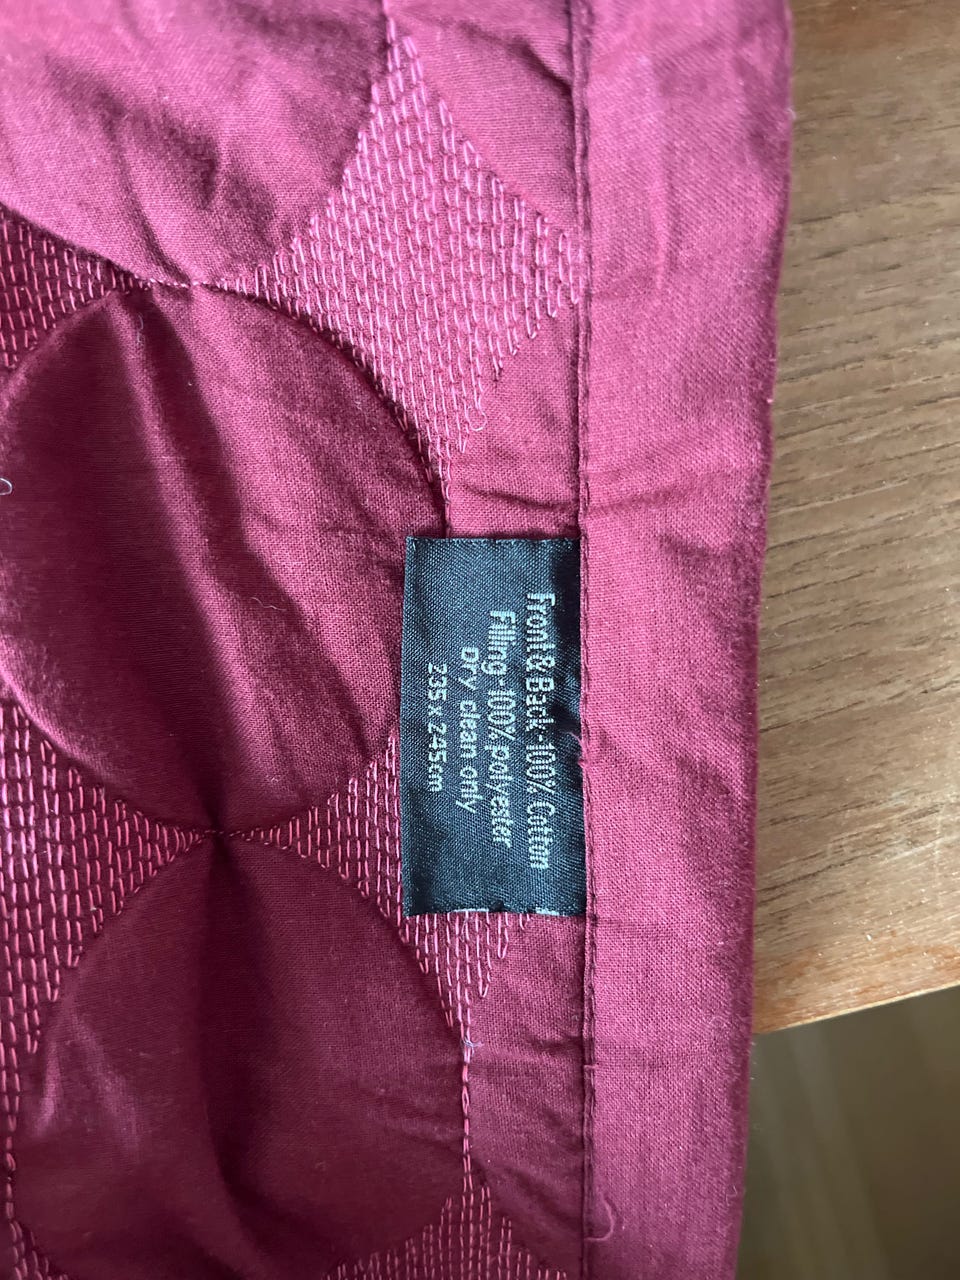 Front & Back-100% Cotton
Filling-100% polyester
Dry clean only
235 x 245cm